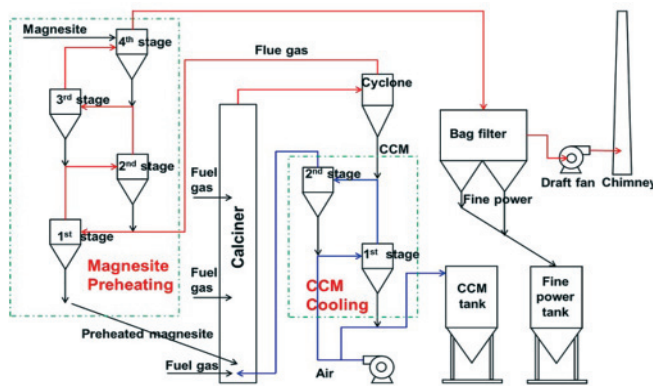 Magnesite
4th stage
Flue gas
3rd stage
Cyclone
Bag filter
Fuel
gas
CCM
2nd stage
2nd stage
Draft fan
Chimney
Fine power
1st stage
Calciner
1st stage
Magnesite
Preheating
Fuel
gas
CCM
Cooling
CCM
tank
Fine
power
tank
Preheated magnesite
Fuel gas
Air